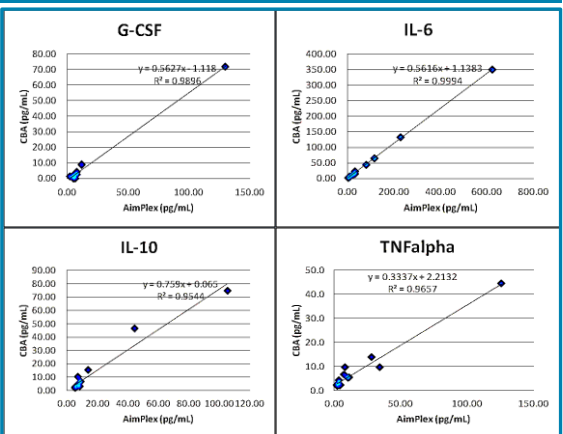 G-CSF
80.00
70.00
60.00
50.00
40.00
30.00
20.00
10.00
0.00
CBA (pg/mL)
y = 0.5627x - 1.118
R² = 0.9896
0.00 50.00 100.00 150.00
AimPlex (pg/mL)
IL-6
400.00
350.00
300.00
250.00
200.00
150.00
100.00
50.00
0.00
CBA (pg/mL)
y = 0.5616x + 1.1383
R² = 0.9994
0.00 200.00 400.00 600.00 800.00
AimPlex (pg/mL)
IL-10
90.00
80.00
70.00
60.00
50.00
40.00
30.00
20.00
10.00
0.00
CBA (pg/mL)
y = 0.759x + 0.065
R² = 0.9544
0.00 20.00 40.00 60.00 80.00 100.00 120.00
AimPlex (pg/mL)
TNFalpha
50.0
40.0
30.0
20.0
10.0
0.0
CBA (pg/mL)
y = 0.3337x + 2.2132
R² = 0.9657
0.00 50.00 100.00 150.00
AimPlex (pg/mL)